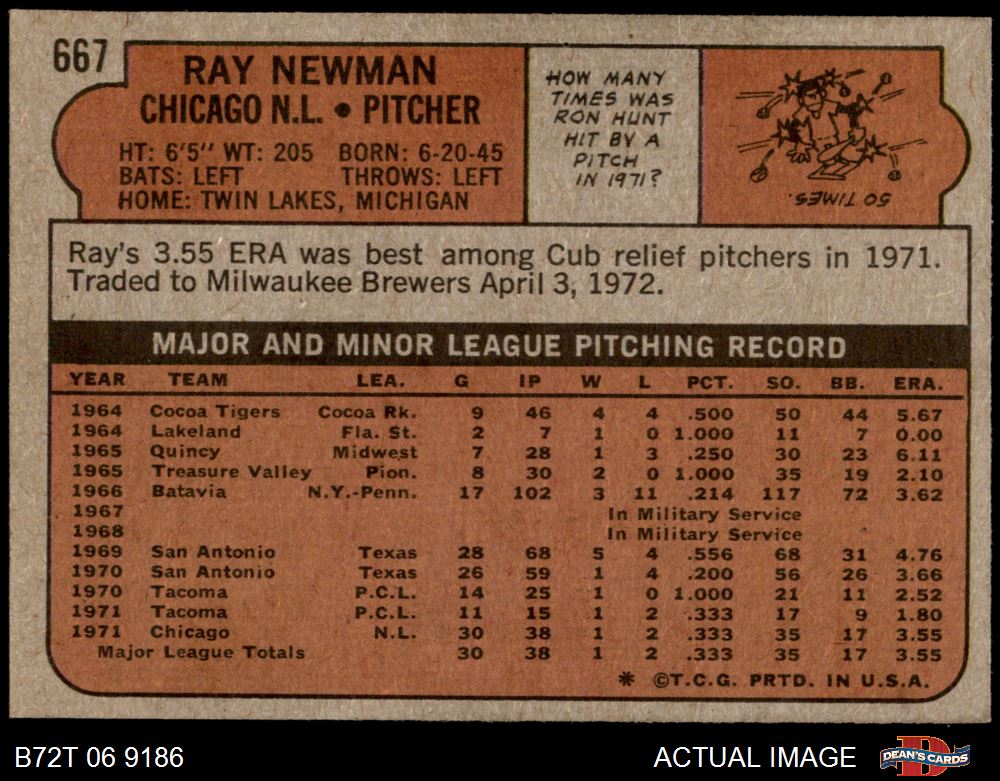 667
RAY NEWMAN
CHICAGO N.L. • PITCHER
HT: 6'5" WT: 205 BORN: 6-20-45
BATS: LEFT THROWS: LEFT
HOME: TWIN LAKES, MICHIGAN
HOW MANY
TIMES WAS
RON HUNT
HIT BY A
PITCH
IN 1971?
50 TIMES.
Ray's 3.55 ERA was best among Cub relief pitchers in 1971.
Traded to Milwaukee Brewers April 3, 1972.
MAJOR AND MINOR LEAGUE PITCHING RECORD
YEAR TEAM LEA. G IP W L PCT. SO. BB. ERA.
1964 Cocoa Tigers Cocoa Rk. 9 46 4 4 .500 50 44 5.67
1964 Lakeland Fla. St. 2 7 1 0 1.000 11 7 0.00
1965 Quincy Midwest 7 28 1 3 .250 30 23 6.11
1965 Treasure Valley Pion. 8 30 2 0 1.000 35 19 2.10
1966 Batavia N.Y.-Penn. 17 102 3 11 .214 117 72 3.62
1967 In Military Service
1968 In Military Service
1969 San Antonio Texas 28 68 5 4 .556 68 31 4.76
1970 San Antonio Texas 26 59 1 4 .200 56 26 3.66
1970 Tacoma P.C.L. 14 25 1 0 1.000 21 11 2.52
1971 Tacoma P.C.L. 11 15 1 2 .333 17 9 1.80
1971 Chicago N.L. 30 38 1 2 .333 35 17 3.55
Major League Totals 30 38 1 2 .333 35 17 3.55
* ©T.C.G. PRTD. IN U.S.A.
B72T 06 9186
ACTUAL IMAGE
D
DEAN'S CARDS